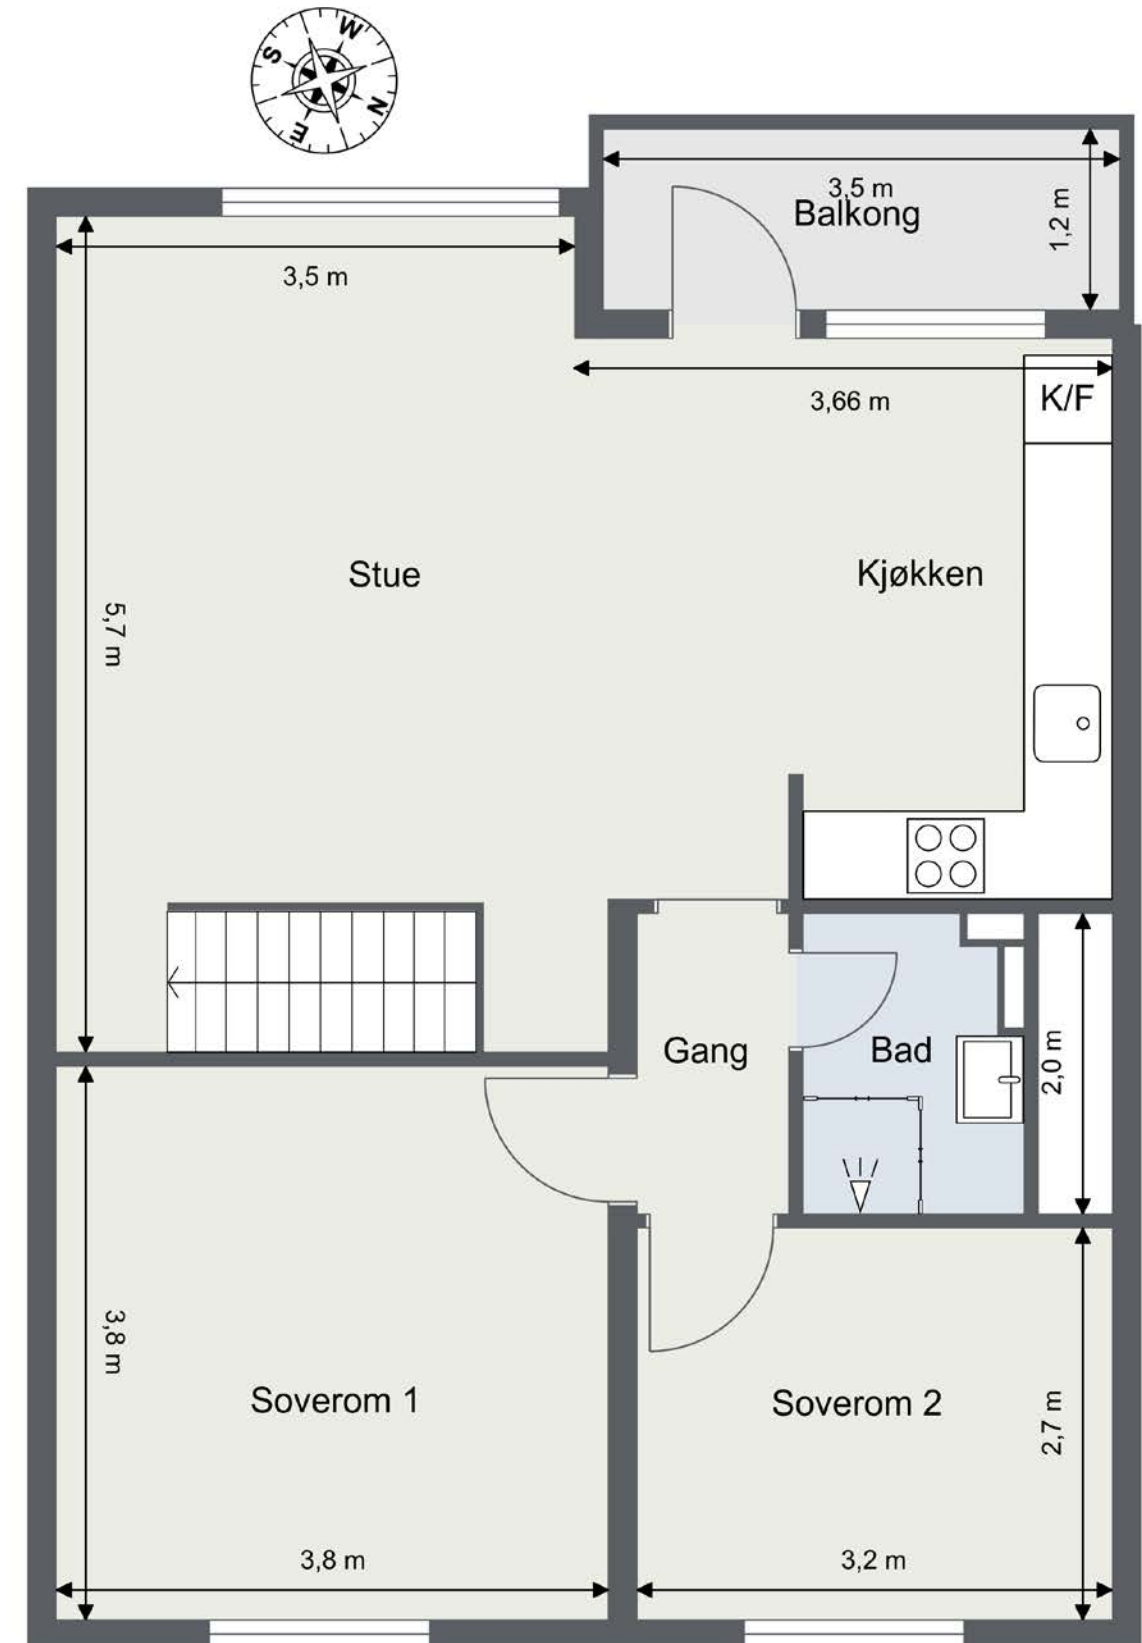 W
S
N
E
3,5 m
Balkong
1,2 m
3,5 m
3,66 m
K/F
Stue
Kjøkken
5,7 m
Gang
Bad
2,0 m
3,8 m
Soverom 1
Soverom 2
2,7 m
3,8 m
3,2 m